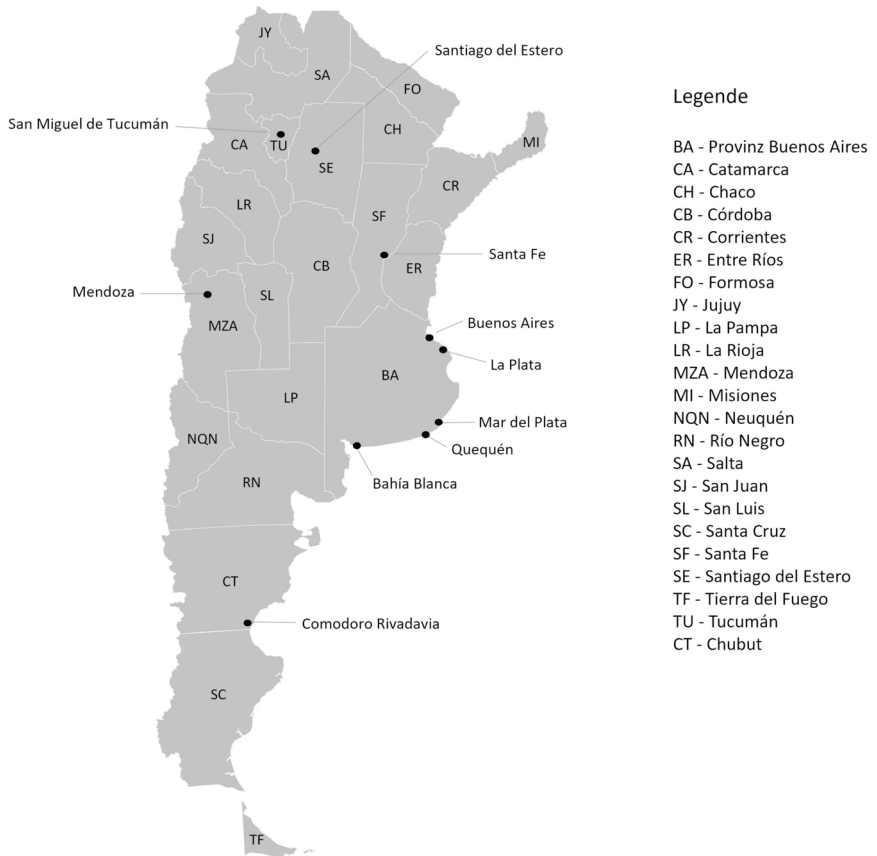 JY
Santiago del Estero
SA
FO
San Miguel de Tucumán
CH
MI
CA
TU
SE
CR
LR
SF
SJ
Santa Fe
CB
ER
Mendoza
SL
MZA
Buenos Aires
La Plata
BA
LP
Mar del Plata
NQN
Quequén
RN
Bahía Blanca
CT
Comodoro Rivadavia
SC
TF
Legende
BA - Provinz Buenos Aires
CA - Catamarca
CH - Chaco
CB - Córdoba
CR - Corrientes
ER - Entre Ríos
FO - Formosa
JY - Jujuy
LP - La Pampa
LR - La Rioja
MZA - Mendoza
MI - Misiones
NQN - Neuquén
RN - Río Negro
SA - Salta
SJ - San Juan
SL - San Luis
SC - Santa Cruz
SF - Santa Fe
SE - Santiago del Estero
TF - Tierra del Fuego
TU - Tucumán
CT - Chubut